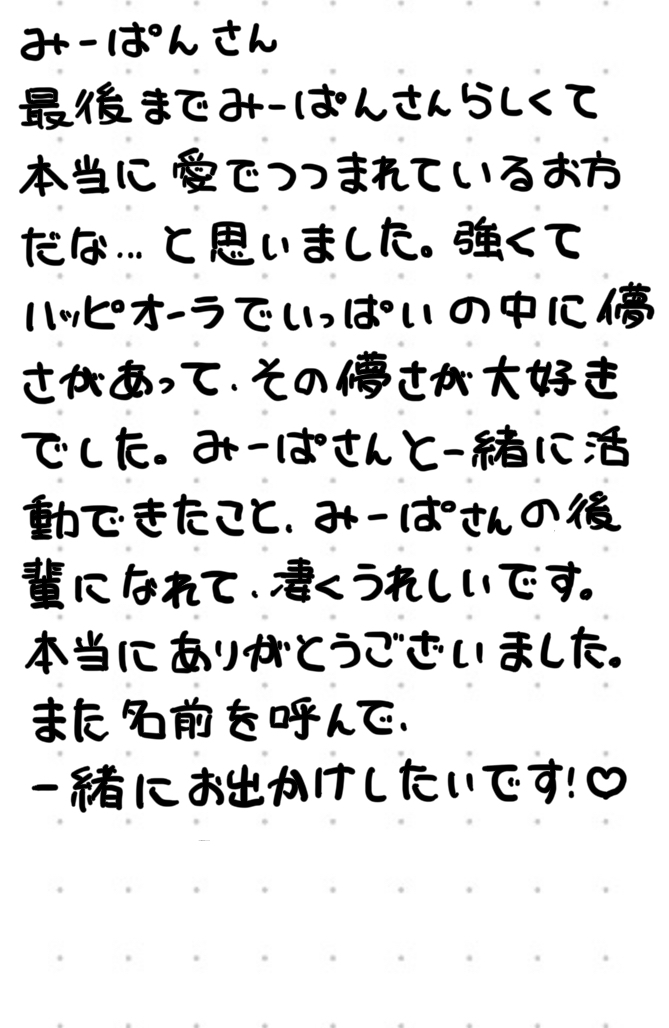 みーぱんさん
最後までみーぱんさんらしくて
本当に愛でつつまれているお方
だな…と思いました。強くて
ハッピオーラでいっぱいの中に儚
さがあって、その儚さが大好き
でした。みーぱさんと一緒に活
動できたこと、みーぱさんの後
輩になれて、凄くうれしいです。
本当にありがとうございました。
また名前を呼んで、
一緒にお出かけしたいです!♡